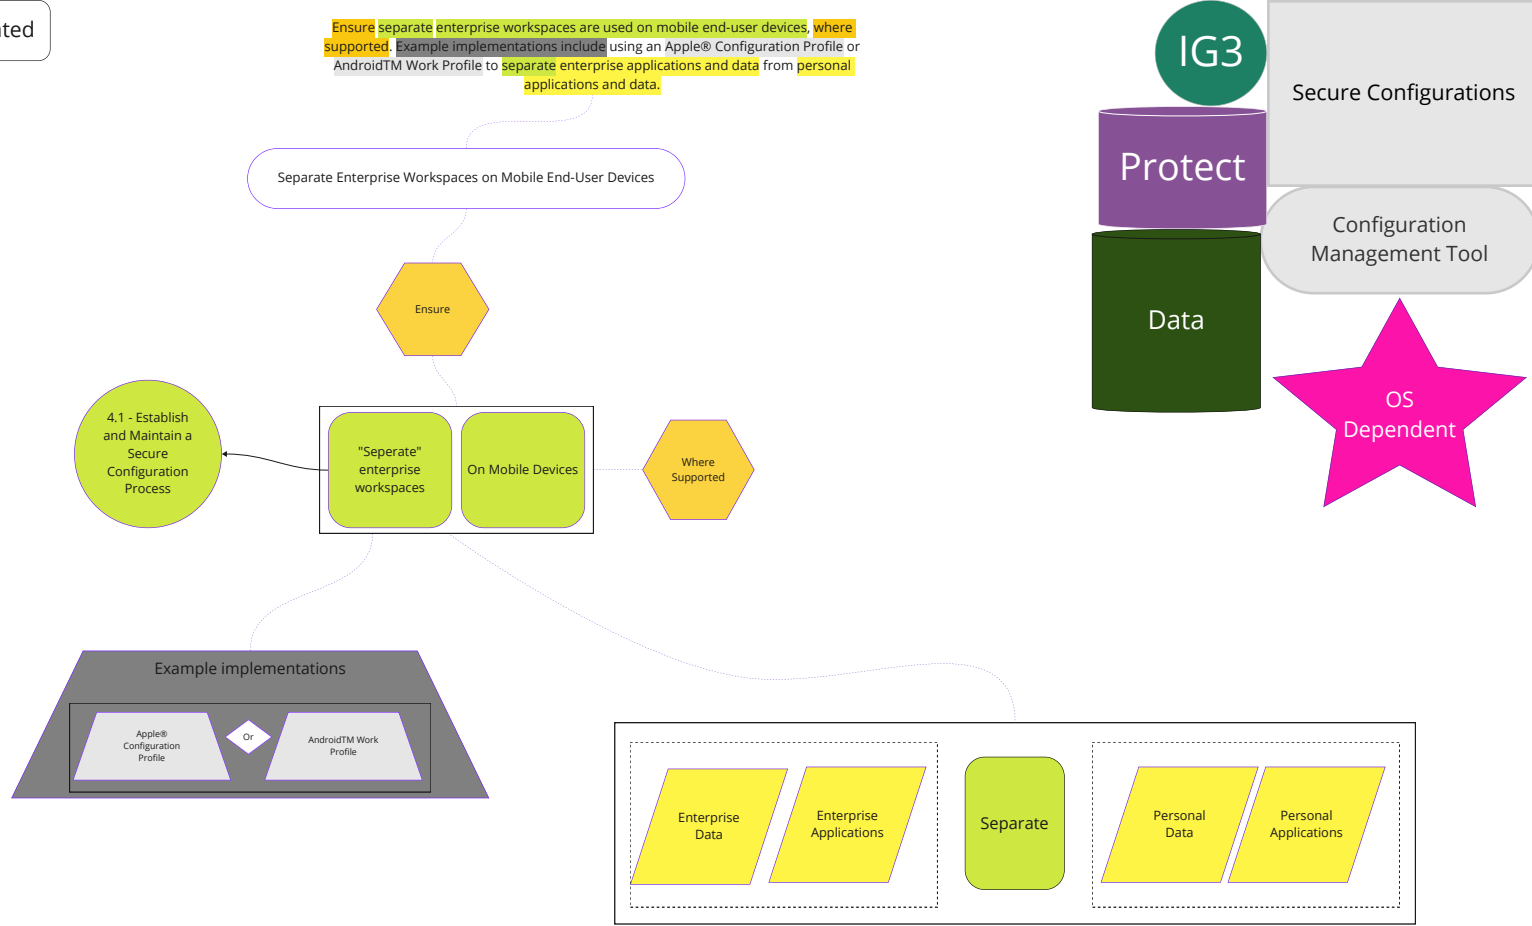 Ensure separate enterprise workspaces are used on mobile end-user devices, where
supported. Example implementations include using an Apple® Configuration Profile or
AndroidTM Work Profile to separate enterprise applications and data from personal
applications and data.
IG3
Secure Configurations
Protect
Separate Enterprise Workspaces on Mobile End-User Devices
Configuration
Management Tool
Ensure
Data
OS
Dependent
4.1 - Establish
and Maintain a
Secure
Configuration
Process
"Seperate"
enterprise
workspaces
On Mobile Devices
Where
Supported
Example implementations
Apple®
Configuration
Profile
Or
AndroidTM Work
Profile
Enterprise
Data
Enterprise
Applications
Separate
Personal
Data
Personal
Applications